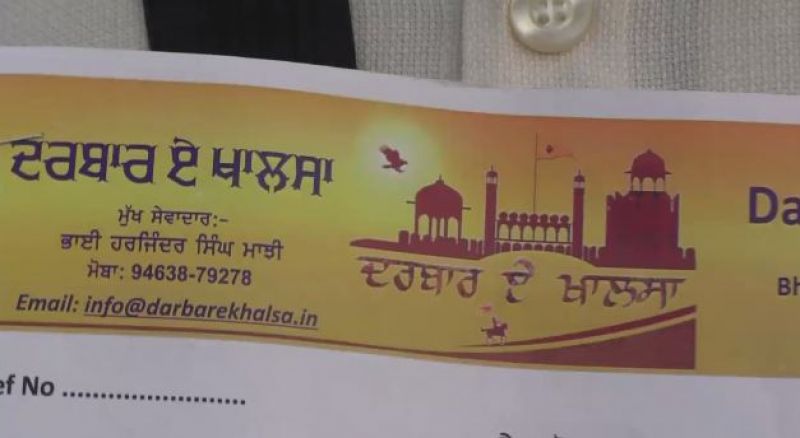 ਦਰਬਾਰ ਏ ਖਾਲਸਾ
ਮੁੱਖ ਸੇਵਾਦਾਰ:-
ਭਾਈ ਹਰਜਿੰਦਰ ਸਿੰਘ ਮਾਝੀ
ਮੋਬਾ: 94638-79278
Email: info@darbarekhalsa.in
ਦਰਬਾਰ ਏ ਖਾਲਸਾ
Da
Bh
ef No ........................